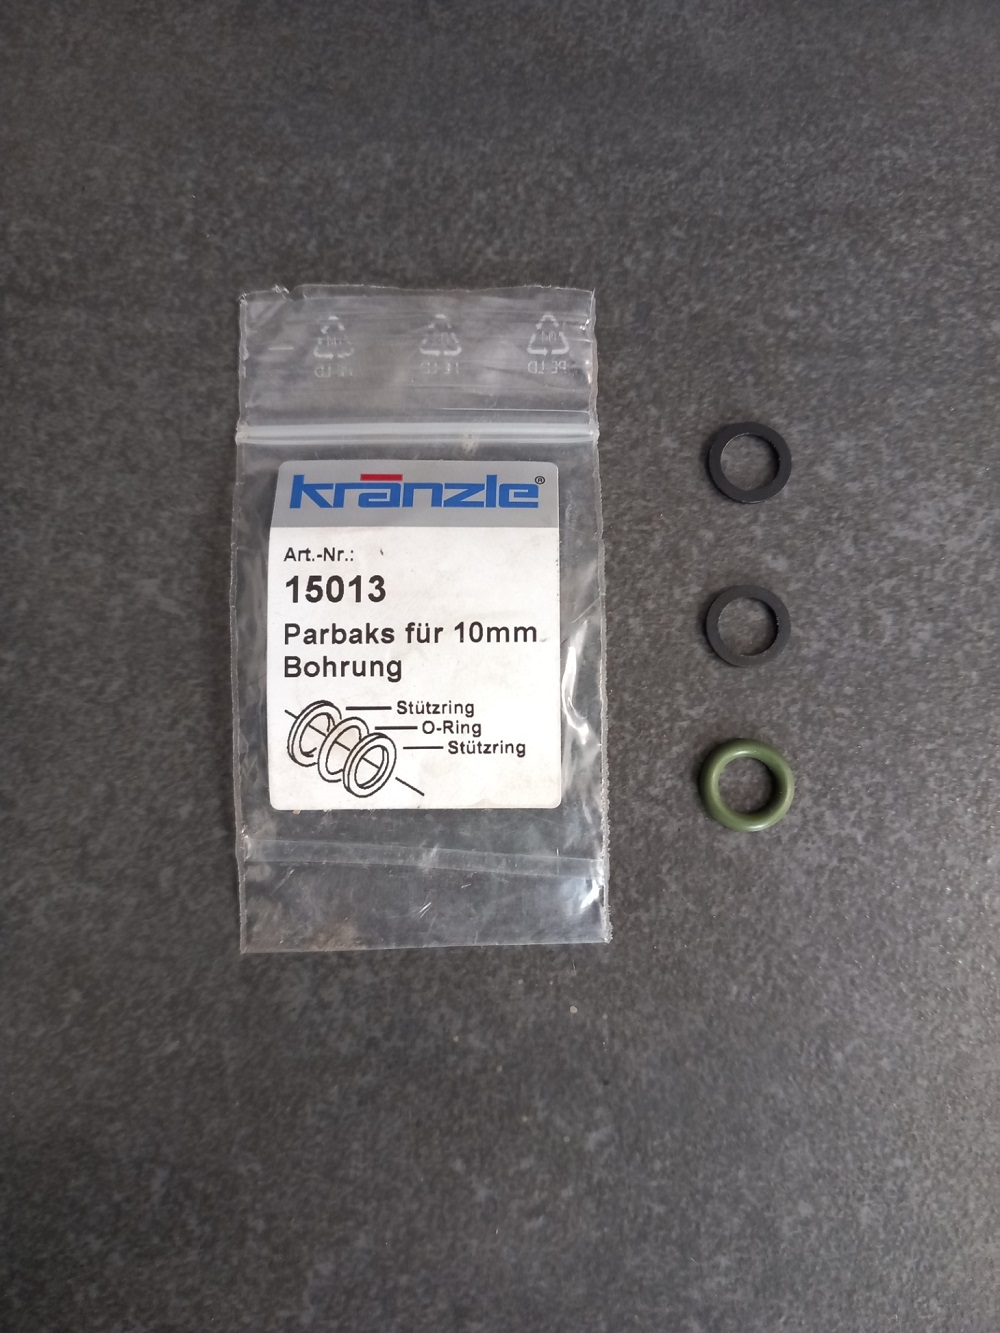 kränzle®
Art.-Nr.:
15013
Parbaks für 10mm
Bohrung
Stützring
O-Ring
Stützring